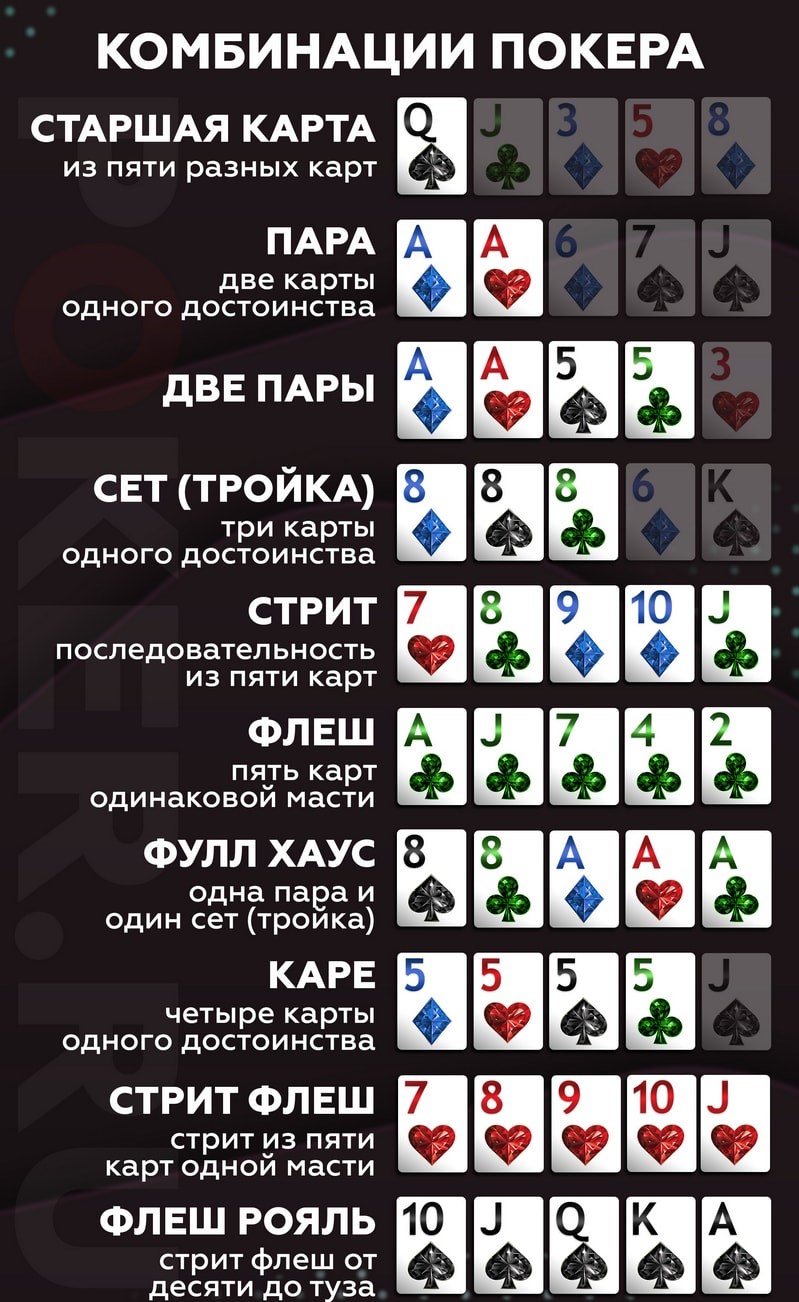 КОМБИНАЦИИ ПОКЕРА
СТАРШАЯ КАРТА
из пяти разных карт
Q J 3 5 8
ПАРА
две карты
одного достоинства
A A 6 7 J
ДВЕ ПАРЫ
A A 5 5 3
СЕТ (ТРОЙКА)
три карты
одного достоинства
8 8 8 6 K
СТРИТ
последовательность
из пяти карт
7 8 9 10 J
ФЛЕШ
пять карт
одинаковой масти
A J 7 4 2
ФУЛЛ ХАУС
одна пара и
один сет (тройка)
8 8 A A A
КАРЕ
четыре карты
одного достоинства
5 5 5 5 J
СТРИТ ФЛЕШ
стрит из пяти
карт одной масти
7 8 9 10 J
ФЛЕШ РОЯЛЬ
стрит флеш от
десяти до туза
10 J Q K A
POKER.RU